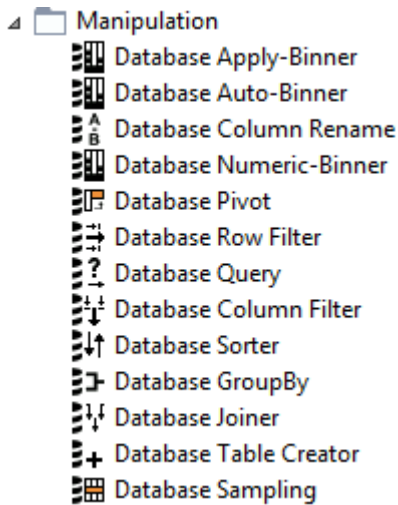 Manipulation
Database Apply-Binner
Database Auto-Binner
Database Column Rename
Database Numeric-Binner
Database Pivot
Database Row Filter
Database Query
Database Column Filter
Database Sorter
Database GroupBy
Database Joiner
Database Table Creator
Database Sampling